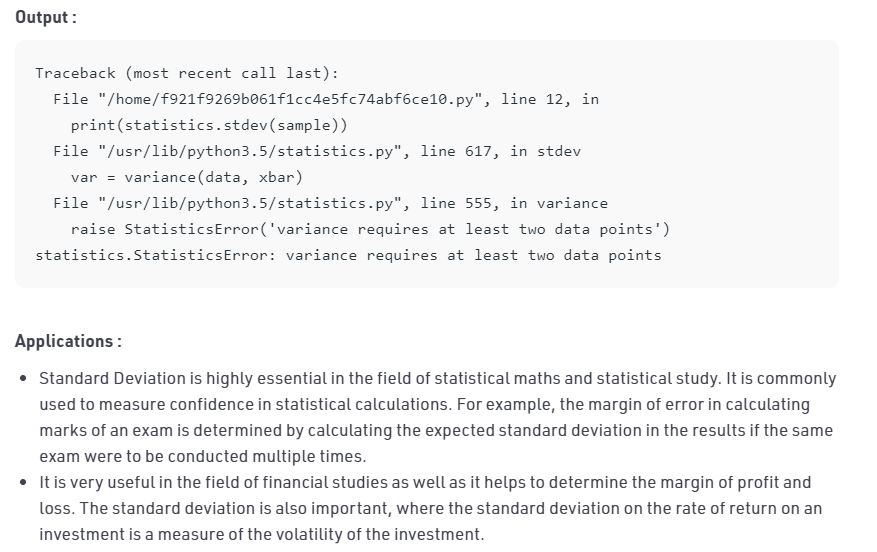 Output :
Traceback (most recent call last):
  File "/home/f921f9269b061f1cc4e5fc74abf6ce10.py", line 12, in
    print(statistics.stdev(sample))
  File "/usr/lib/python3.5/statistics.py", line 617, in stdev
    var = variance(data, xbar)
  File "/usr/lib/python3.5/statistics.py", line 555, in variance
    raise StatisticsError('variance requires at least two data points')
statistics.StatisticsError: variance requires at least two data points
Applications :
• Standard Deviation is highly essential in the field of statistical maths and statistical study. It is commonly
used to measure confidence in statistical calculations. For example, the margin of error in calculating
marks of an exam is determined by calculating the expected standard deviation in the results if the same
exam were to be conducted multiple times.
• It is very useful in the field of financial studies as well as it helps to determine the margin of profit and
loss. The standard deviation is also important, where the standard deviation on the rate of return on an
investment is a measure of the volatility of the investment.